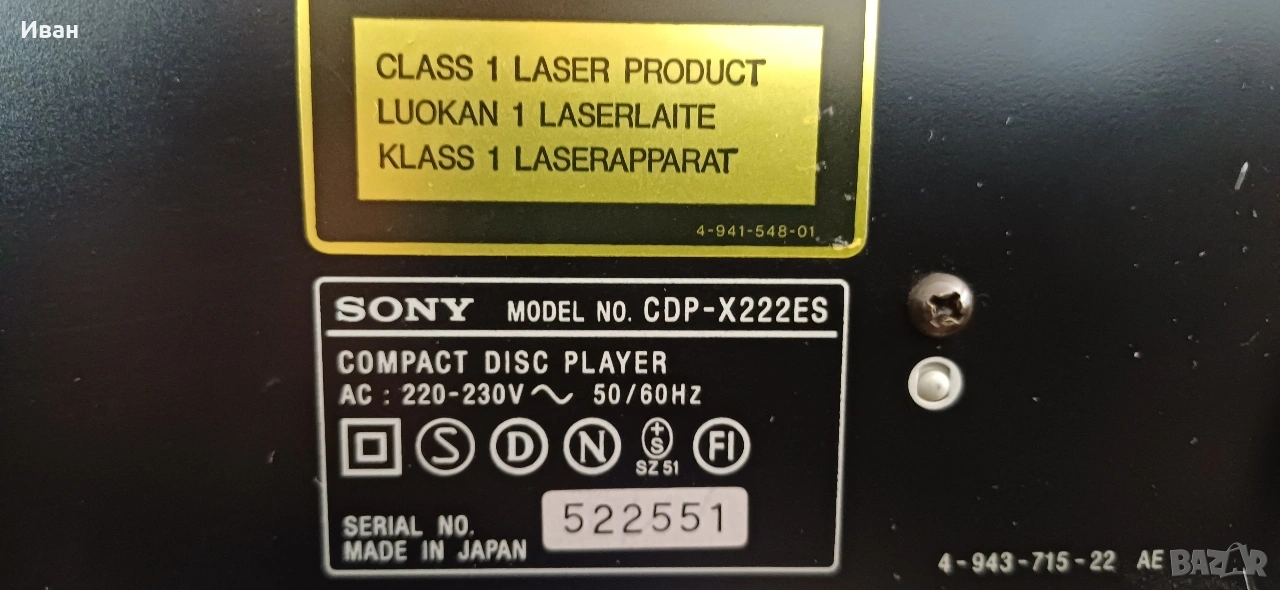 Иван
CLASS 1 LASER PRODUCT
LUOKAN 1 LASERLAITE
KLASS 1 LASERAPPARAT
4-941-548-01
SONY MODEL NO. CDP-X222ES
COMPACT DISC PLAYER
AC : 220-230V ~ 50/60Hz
S D N +S FI
SZ 51
SERIAL NO. 522551
MADE IN JAPAN
4-943-715-22 AE
BAZAR